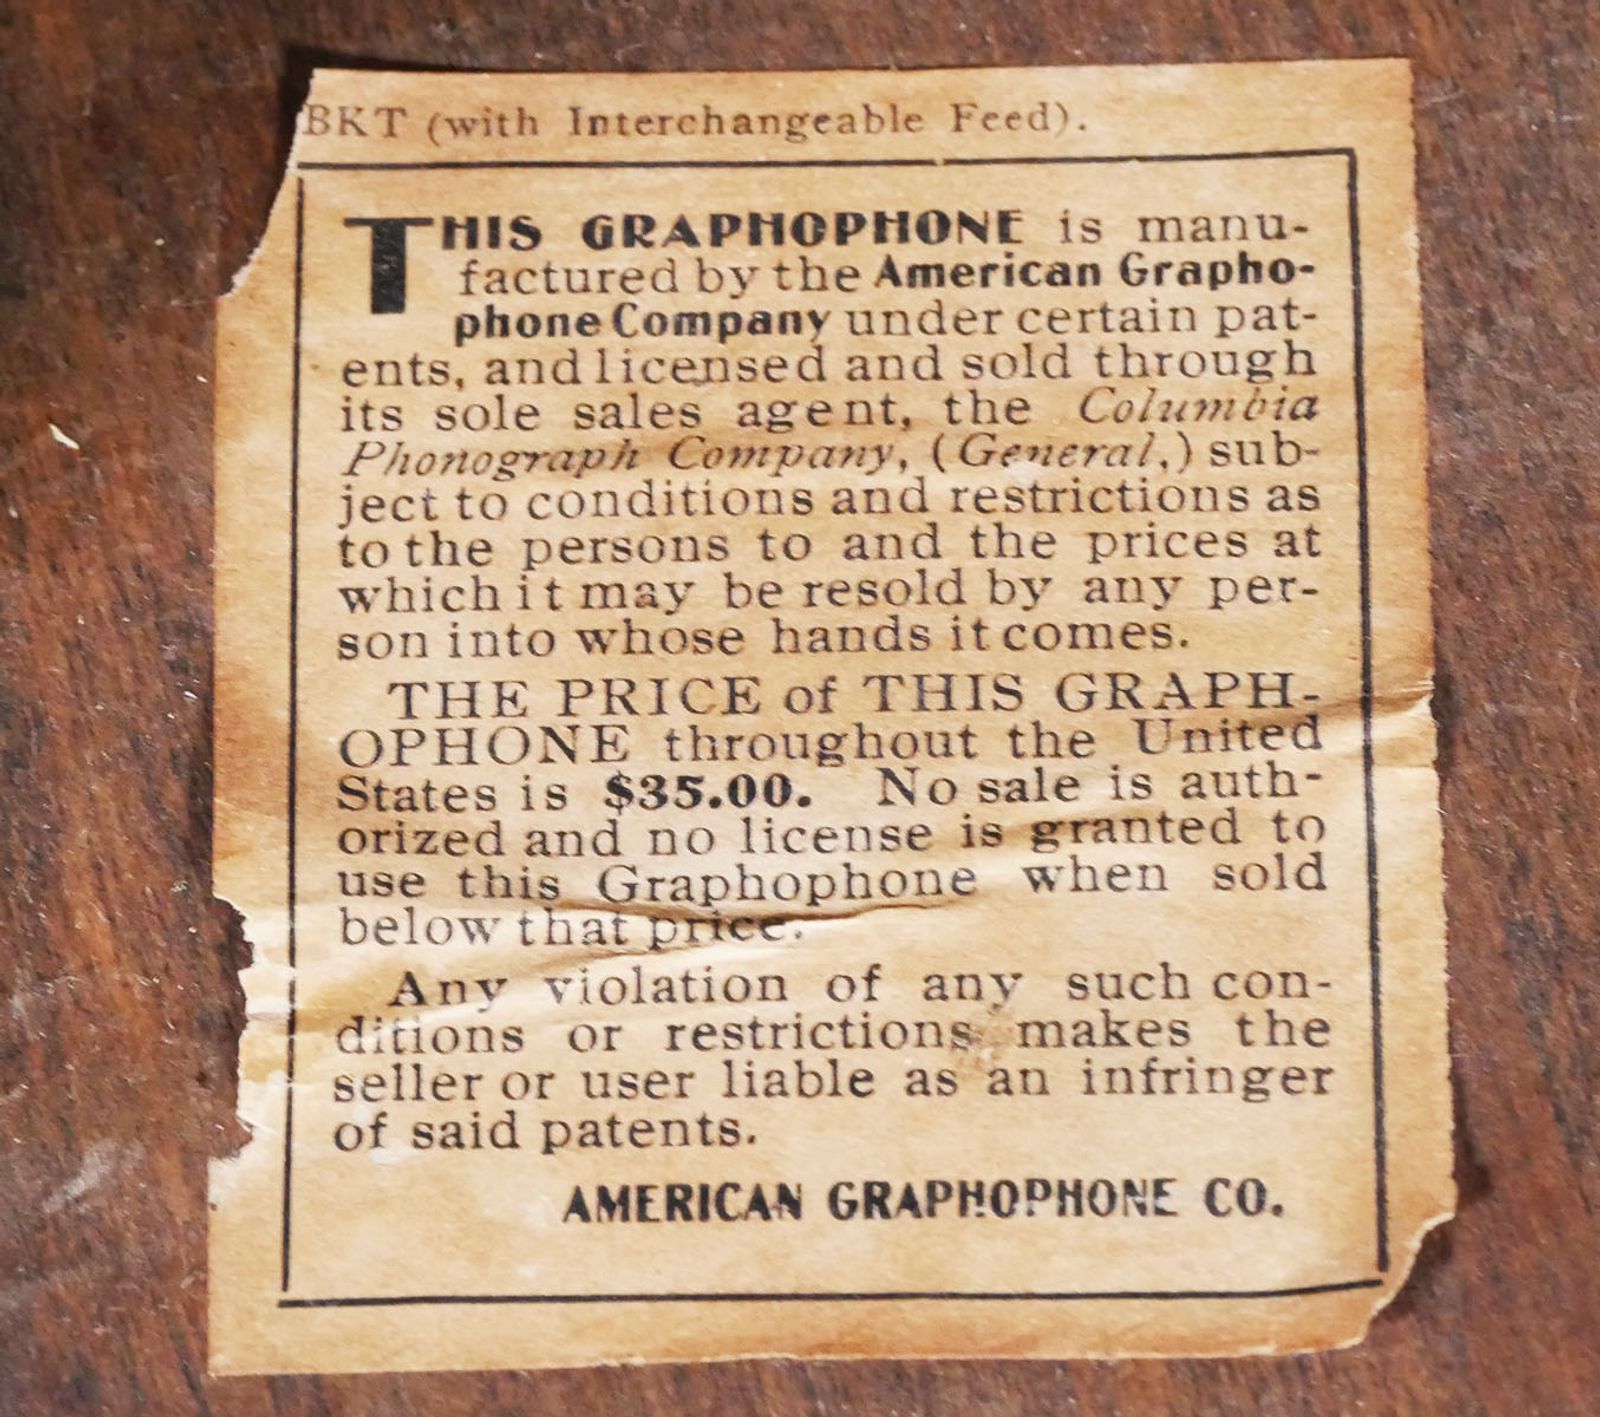 BKT (with Interchangeable Feed).
THIS GRAPHOPHONE is manu-
factured by the American Grapho-
phone Company under certain pat-
ents, and licensed and sold through
its sole sales agent, the Columbia
Phonograph Company, (General,) sub-
ject to conditions and restrictions as
to the persons to and the prices at
which it may be resold by any per-
son into whose hands it comes.
THE PRICE of THIS GRAPH-
OPHONE throughout the United
States is $35.00. No sale is auth-
orized and no license is granted to
use this Graphophone when sold
below that price.
Any violation of any such con-
ditions or restrictions makes the
seller or user liable as an infringer
of said patents.
AMERICAN GRAPHOPHONE CO.